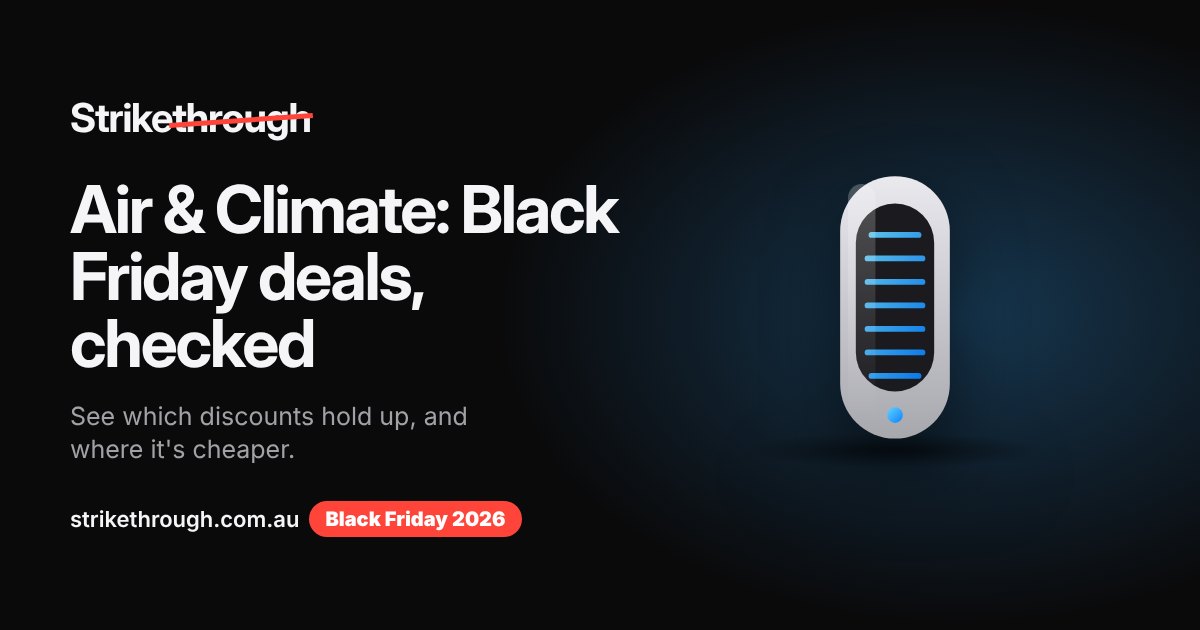 Strikethrough
Air & Climate: Black
Friday deals,
checked
See which discounts hold up, and
where it's cheaper.
strikethrough.com.au
Black Friday 2026